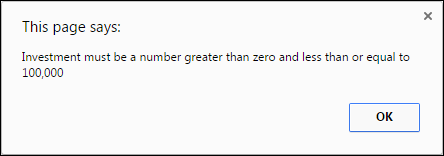 This page says:
Investment must be a number greater than zero and less than or equal to
100,000
OK